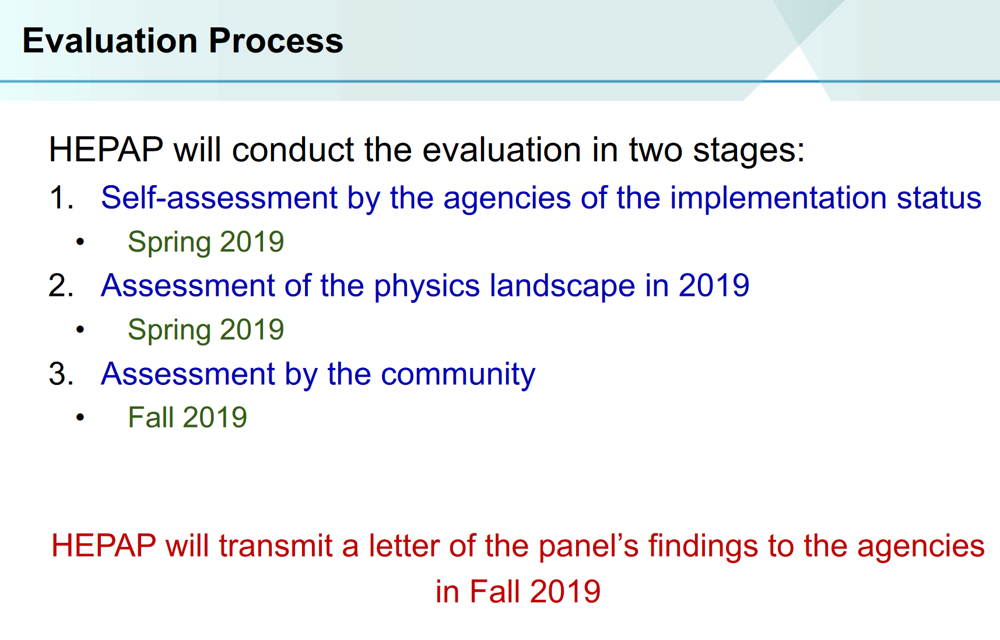 Evaluation Process
HEPAP will conduct the evaluation in two stages:
1. Self-assessment by the agencies of the implementation status
• Spring 2019
2. Assessment of the physics landscape in 2019
• Spring 2019
3. Assessment by the community
• Fall 2019
HEPAP will transmit a letter of the panel’s findings to the agencies
in Fall 2019